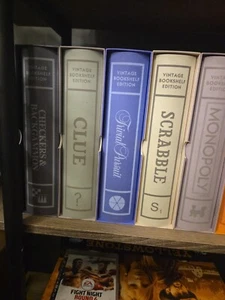 VINTAGE
BOOKSHELF
EDITION
CHECKERS &
BACKGAMMON
VINTAGE
BOOKSHELF
EDITION
CLUE
?
VINTAGE
BOOKSHELF
EDITION
Trivial Pursuit
VINTAGE
BOOKSHELF
EDITION
SCRABBLE
S1
VINTAGE
BOOKSHELF
EDITION
FIGHT NIGHT